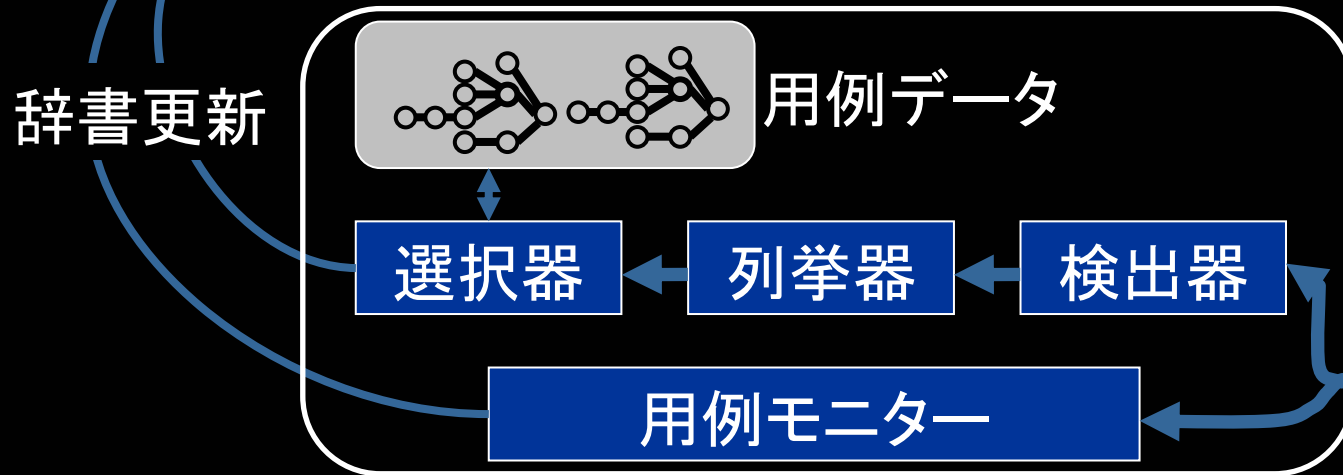 用例データ
辞書更新
選択器
列挙器
検出器
用例モニター